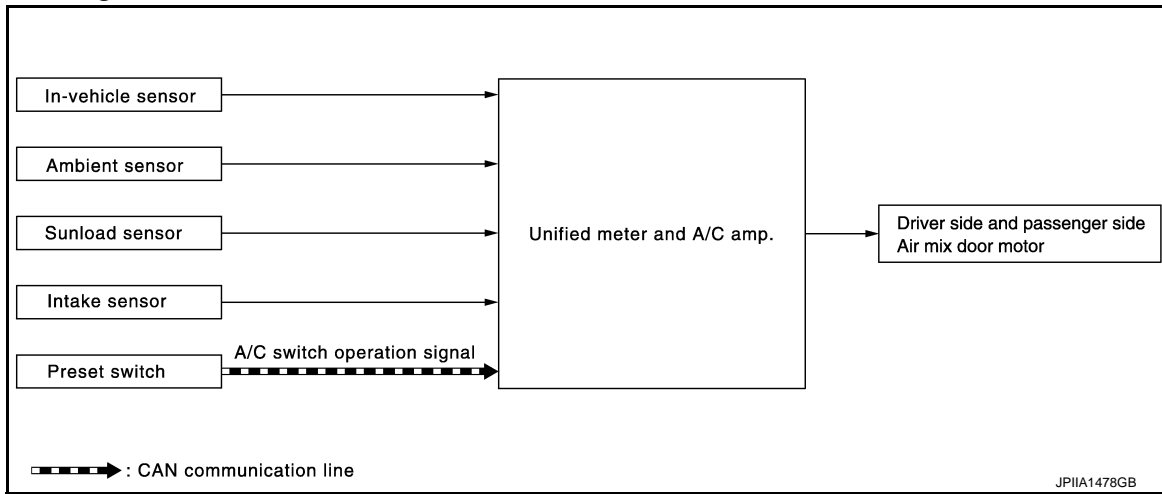 In-vehicle sensor
Ambient sensor
Sunload sensor
Intake sensor
Preset switch
A/C switch operation signal
Unified meter and A/C amp.
Driver side and passenger side
Air mix door motor
: CAN communication line
JPIIA1478GB